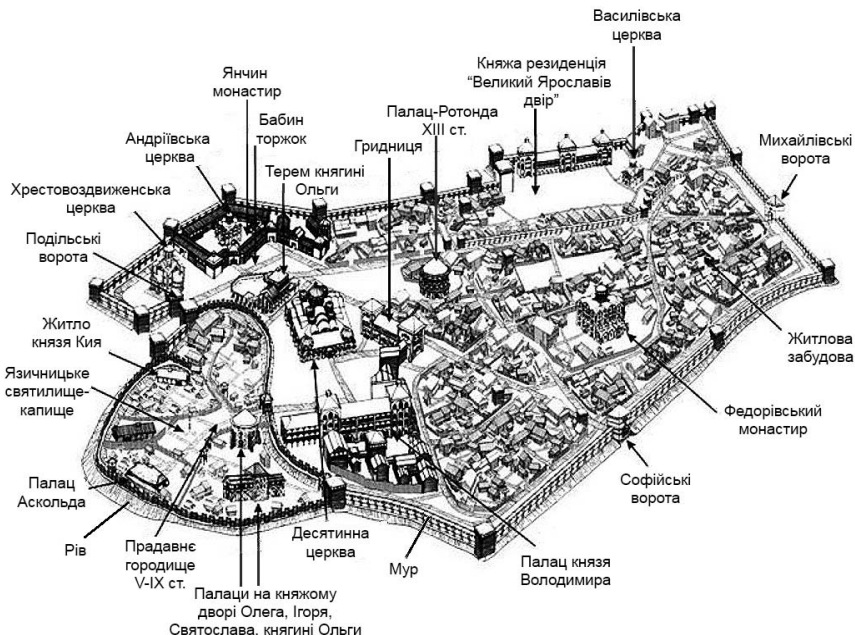 Василівська
церква
Княжа резиденція
“Великий Ярославів
двір”
Янчин
монастир
Бабин
торжок
Палац-Ротонда
XIII ст.
Гридниця
Михайлівські
ворота
Андріївська
церква
Терем княгині
Ольги
Хрестовоздвиженська
церква
Подільські
ворота
Житло
князя Кия
Язичницьке
святилище-
капище
Житлова
забудова
Федорівський
монастир
Софійські
ворота
Палац
Аскольда
Рів
Прадавнє
городище
V-IX ст.
Десятинна
церква
Мур
Палац князя
Володимира
Палаци на княжому
дворі Олега, Ігоря,
Святослава, княгині Ольги